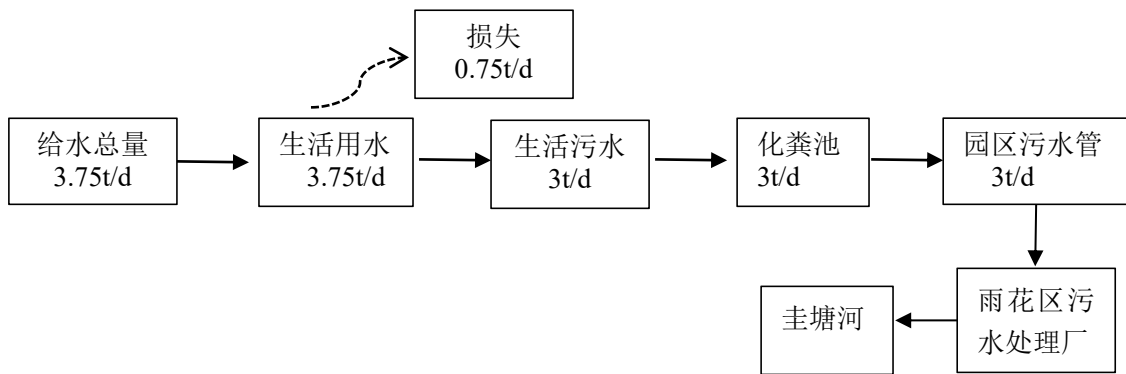 损失
0.75t/d
给水总量
3.75t/d
生活用水
3.75t/d
生活污水
3t/d
化粪池
3t/d
园区污水管
3t/d
雨花区污
水处理厂
圭塘河